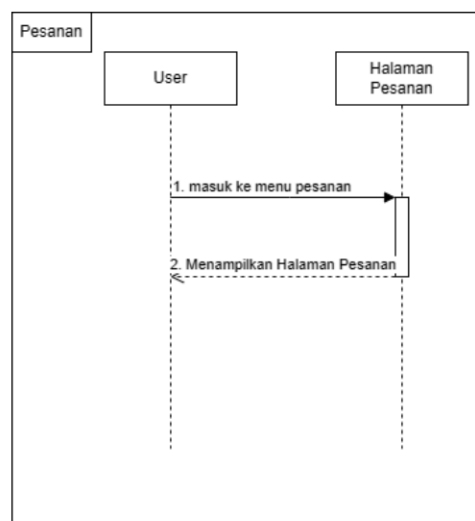 Pesanan
User
Halaman
Pesanan
1. masuk ke menu pesanan
2. Menampilkan Halaman Pesanan